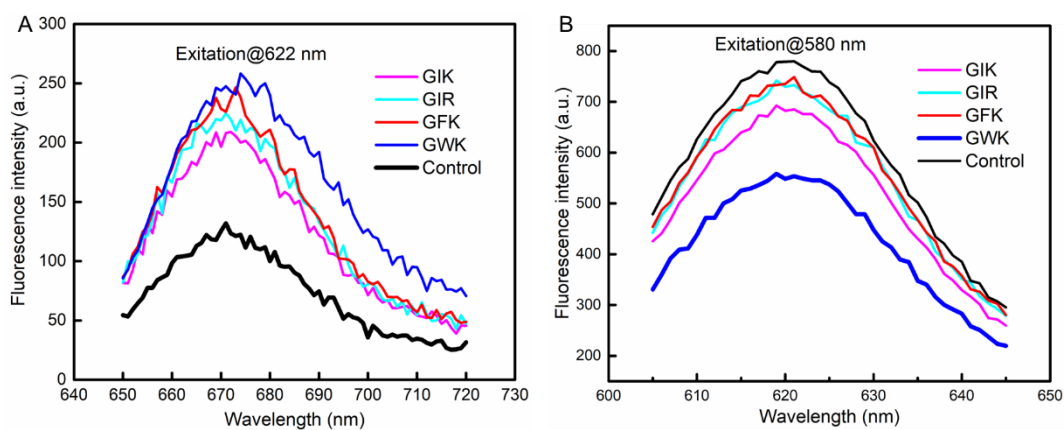 A
Exitation@622 nm
GIK
GIR
GFK
GWK
Control
Fluorescence intensity (a.u.)
300
250
200
150
100
50
0
640 650 660 670 680 690 700 710 720 730
Wavelength (nm)
B
Exitation@580 nm
GIK
GIR
GFK
GWK
Control
Fluorescence intensity (a.u.)
800
700
600
500
400
300
200
600 610 620 630 640 650
Wavelength (nm)